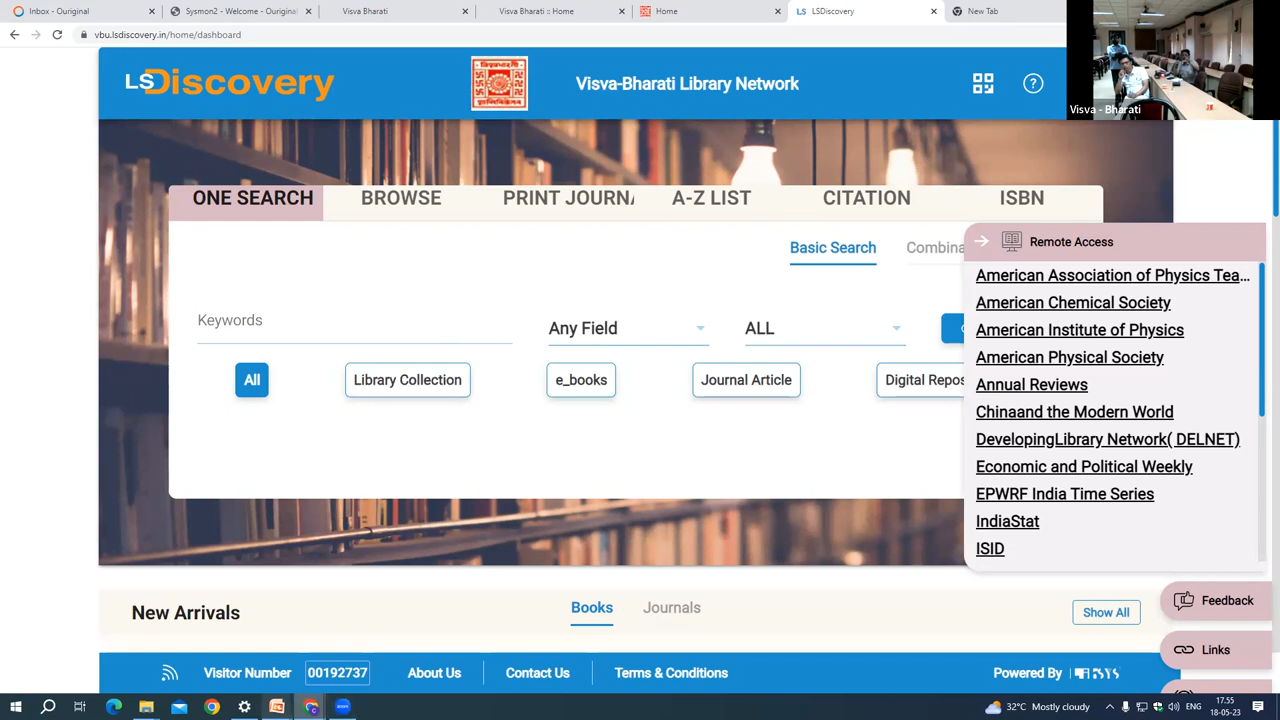 Inbox - Ouriginal
Sysmon2 - Welcome - Ouriginal
Visva Bharati
Visva Bharati :: Home
Home
LS LSDiscovery
New Tab
vbu.lsdiscovery.in/home/dashboard
LSDiscovery
Visva-Bharati Library Network
?
Visva - Bharati
ONE SEARCH
BROWSE
PRINT JOURNA
A-Z LIST
CITATION
ISBN
Basic Search
Combina
Remote Access
American Association of Physics Tea...
American Chemical Society
American Institute of Physics
American Physical Society
Annual Reviews
Chinaand the Modern World
DevelopingLibrary Network( DELNET)
Economic and Political Weekly
EPWRF India Time Series
IndiaStat
ISID
Keywords
Any Field
ALL
All
Library Collection
e_books
Journal Article
Digital Repos
New Arrivals
Books
Journals
Show All
Feedback
Links
Visitor Number 00192737
About Us
Contact Us
Terms & Conditions
Powered By
32°C Mostly cloudy
ENG
17.55
18-05-23
zoom